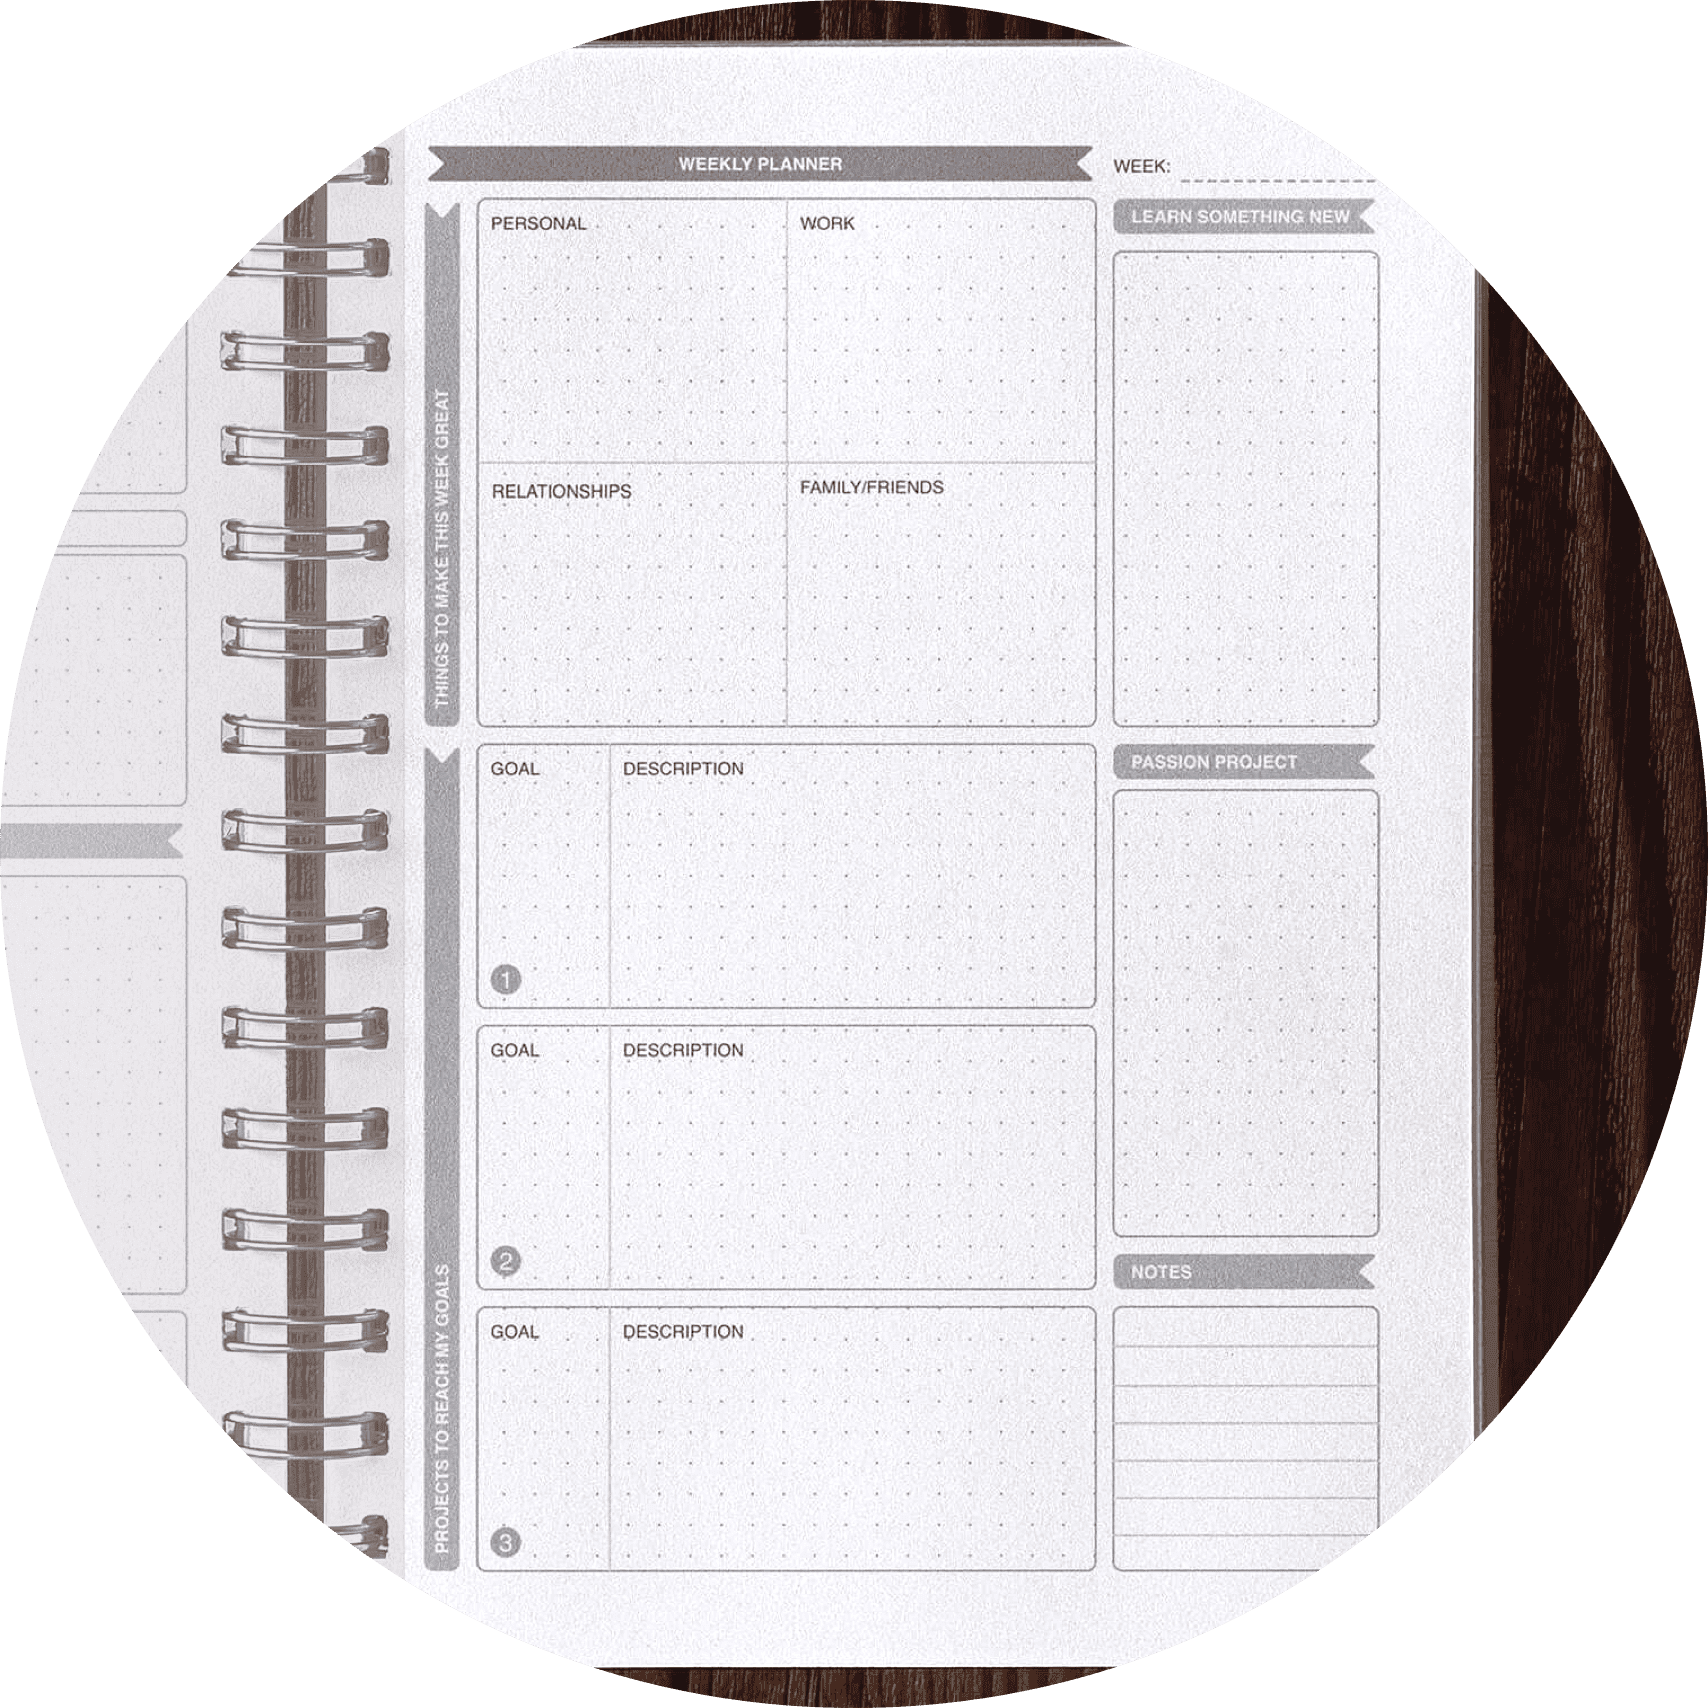 WEEKLY PLANNER
WEEK:
THINGS TO MAKE THIS WEEK GREAT
PERSONAL
WORK
RELATIONSHIPS
FAMILY/FRIENDS
LEARN SOMETHING NEW
PROJECTS TO REACH MY GOALS
GOAL
DESCRIPTION
1
GOAL
DESCRIPTION
2
GOAL
DESCRIPTION
3
PASSION PROJECT
NOTES